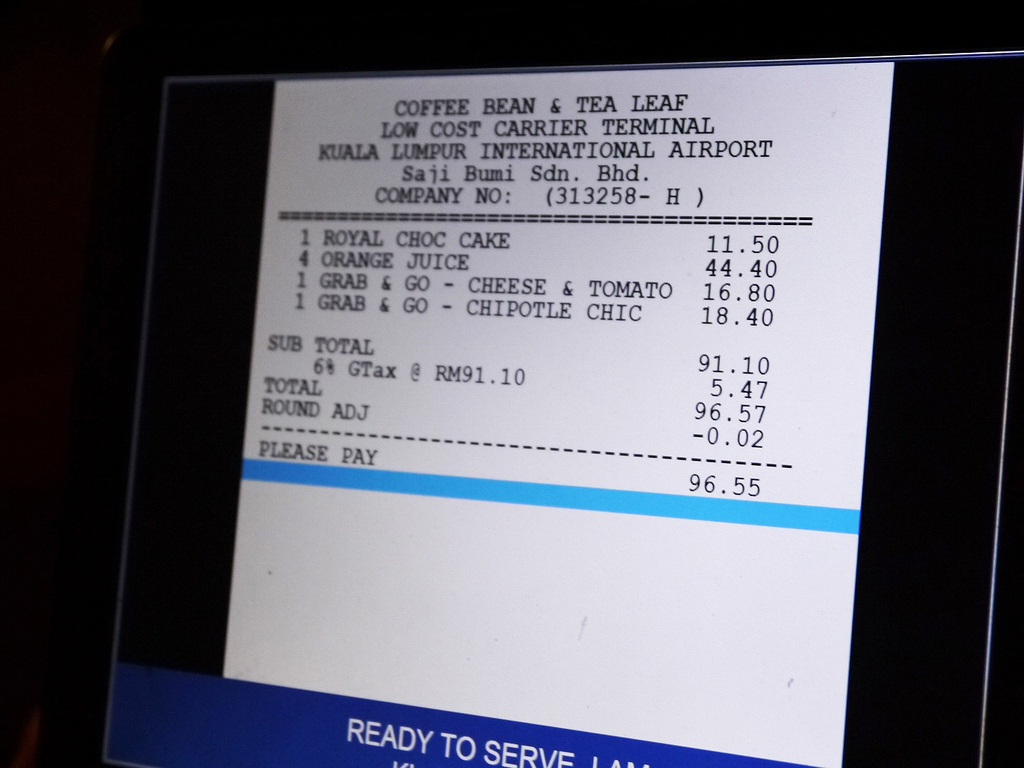 COFFEE BEAN & TEA LEAF
LOW COST CARRIER TERMINAL
KUALA LUMPUR INTERNATIONAL AIRPORT
Saji Bumi Sdn. Bhd.
COMPANY NO: (313258- H )
========================================
1 ROYAL CHOC CAKE 11.50
4 ORANGE JUICE 44.40
1 GRAB & GO - CHEESE & TOMATO 16.80
1 GRAB & GO - CHIPOTLE CHIC 18.40
SUB TOTAL 91.10
6% GTax @ RM91.10 5.47
TOTAL 96.57
ROUND ADJ -0.02
----------------------------------------
PLEASE PAY 96.55
READY TO SERVE, I AM